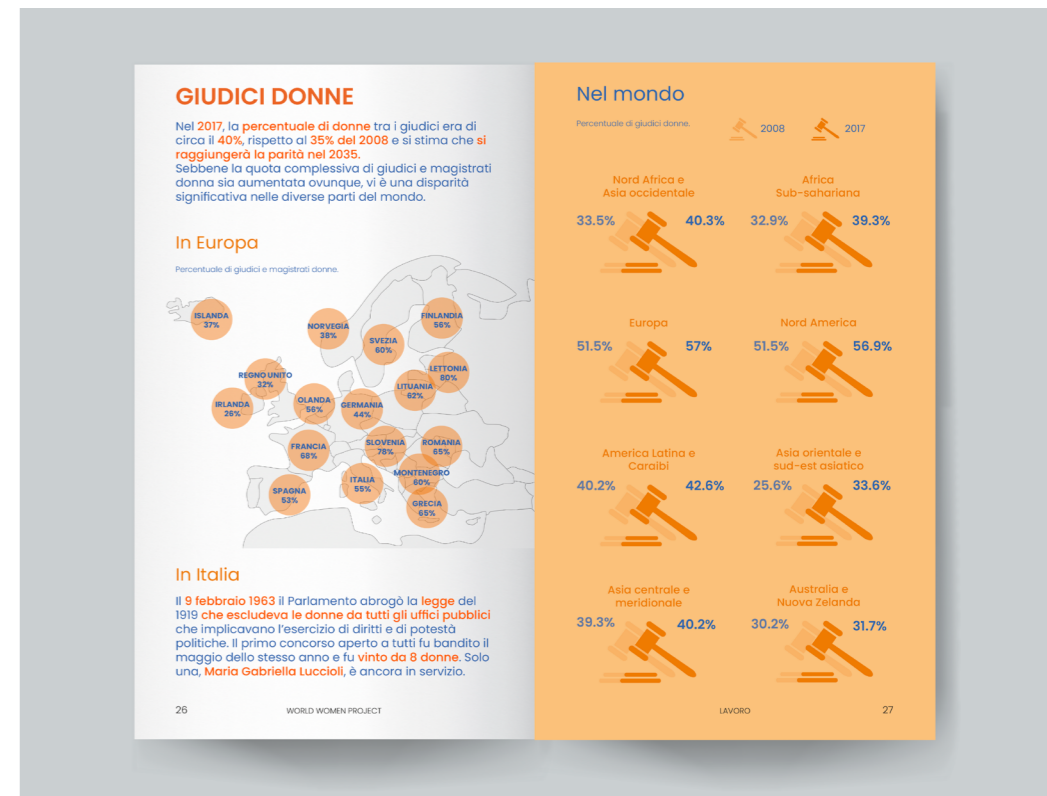 GIUDICI DONNE
Nel 2017, la percentuale di donne tra i giudici era di
circa il 40%, rispetto al 35% del 2008 e si stima che si
raggiungerà la parità nel 2035.
Sebbene la quota complessiva di giudici e magistrati
donna sia aumentata ovunque, vi è una disparità
significativa nelle diverse parti del mondo.
In Europa
Percentuale di giudici e magistrati donne.
ISLANDA
37%
NORVEGIA
38%
FINLANDIA
56%
SVEZIA
60%
REGNO UNITO
32%
LETTONIA
80%
LITUANIA
62%
IRLANDA
26%
OLANDA
56%
GERMANIA
44%
FRANCIA
68%
SLOVENIA
78%
ROMANIA
65%
SPAGNA
53%
ITALIA
55%
MONTENEGRO
60%
GRECIA
65%
In Italia
Il 9 febbraio 1963 il Parlamento abrogò la legge del
1919 che escludeva le donne da tutti gli uffici pubblici
che implicavano l'esercizio di diritti e di potestà
politiche. Il primo concorso aperto a tutti fu bandito il
maggio dello stesso anno e fu vinto da 8 donne. Solo
una, Maria Gabriella Luccioli, è ancora in servizio.
26
WORLD WOMEN PROJECT
Nel mondo
Percentuale di giudici donne.
2008
2017
Nord Africa e
Asia occidentale
33.5%
40.3%
Africa
Sub-sahariana
32.9%
39.3%
Europa
51.5%
57%
Nord America
51.5%
56.9%
America Latina e
Caraibi
40.2%
42.6%
Asia orientale e
sud-est asiatico
25.6%
33.6%
Asia centrale e
meridionale
39.3%
40.2%
Australia e
Nuova Zelanda
30.2%
31.7%
LAVORO
27